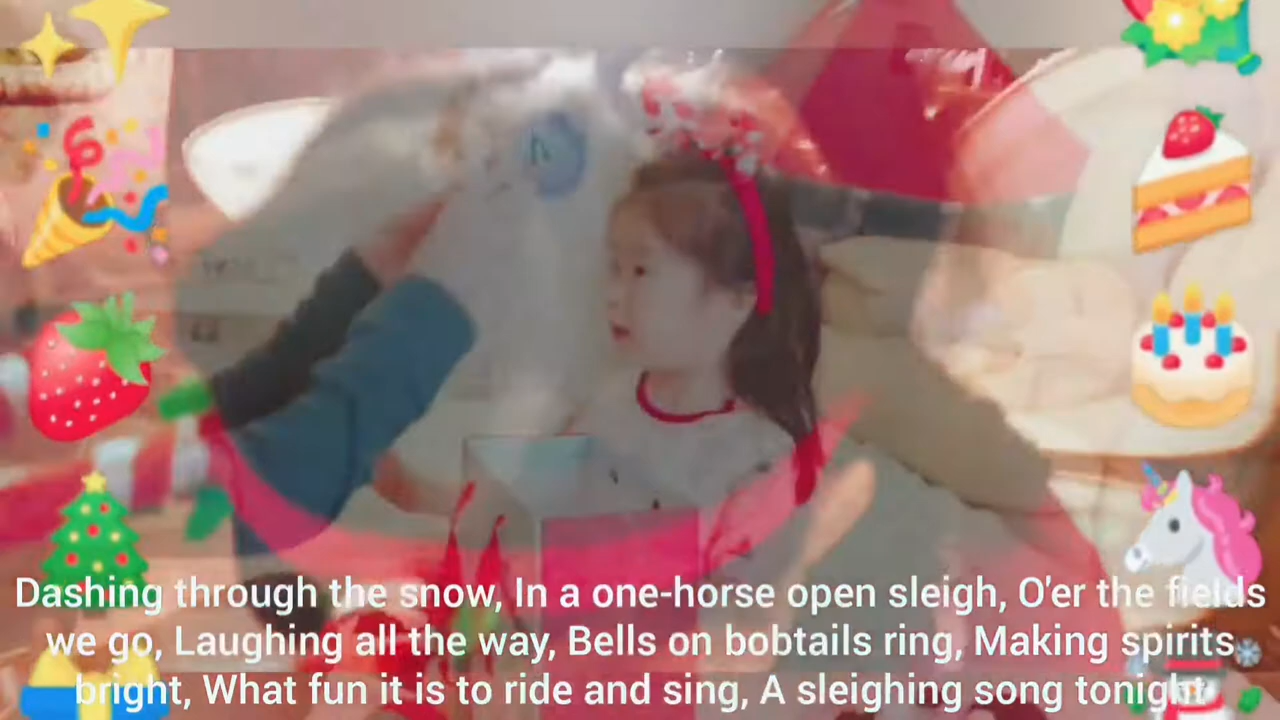 Dashing through the snow, In a one-horse open sleigh, O'er the fields
we go, Laughing all the way, Bells on bobtails ring, Making spirits
bright, What fun it is to ride and sing, A sleighing song tonight